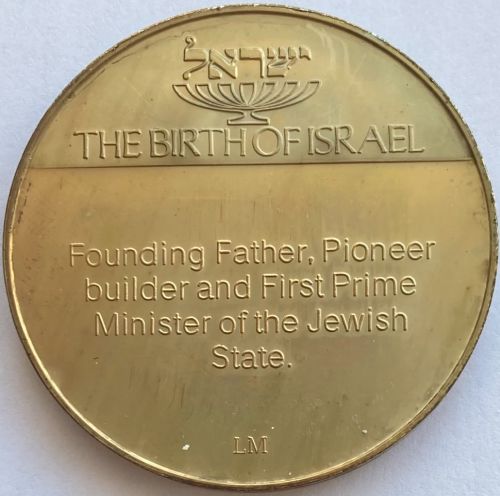 ישראל
THE BIRTH OF ISRAEL
Founding Father, Pioneer
builder and First Prime
Minister of the Jewish
State.
LM